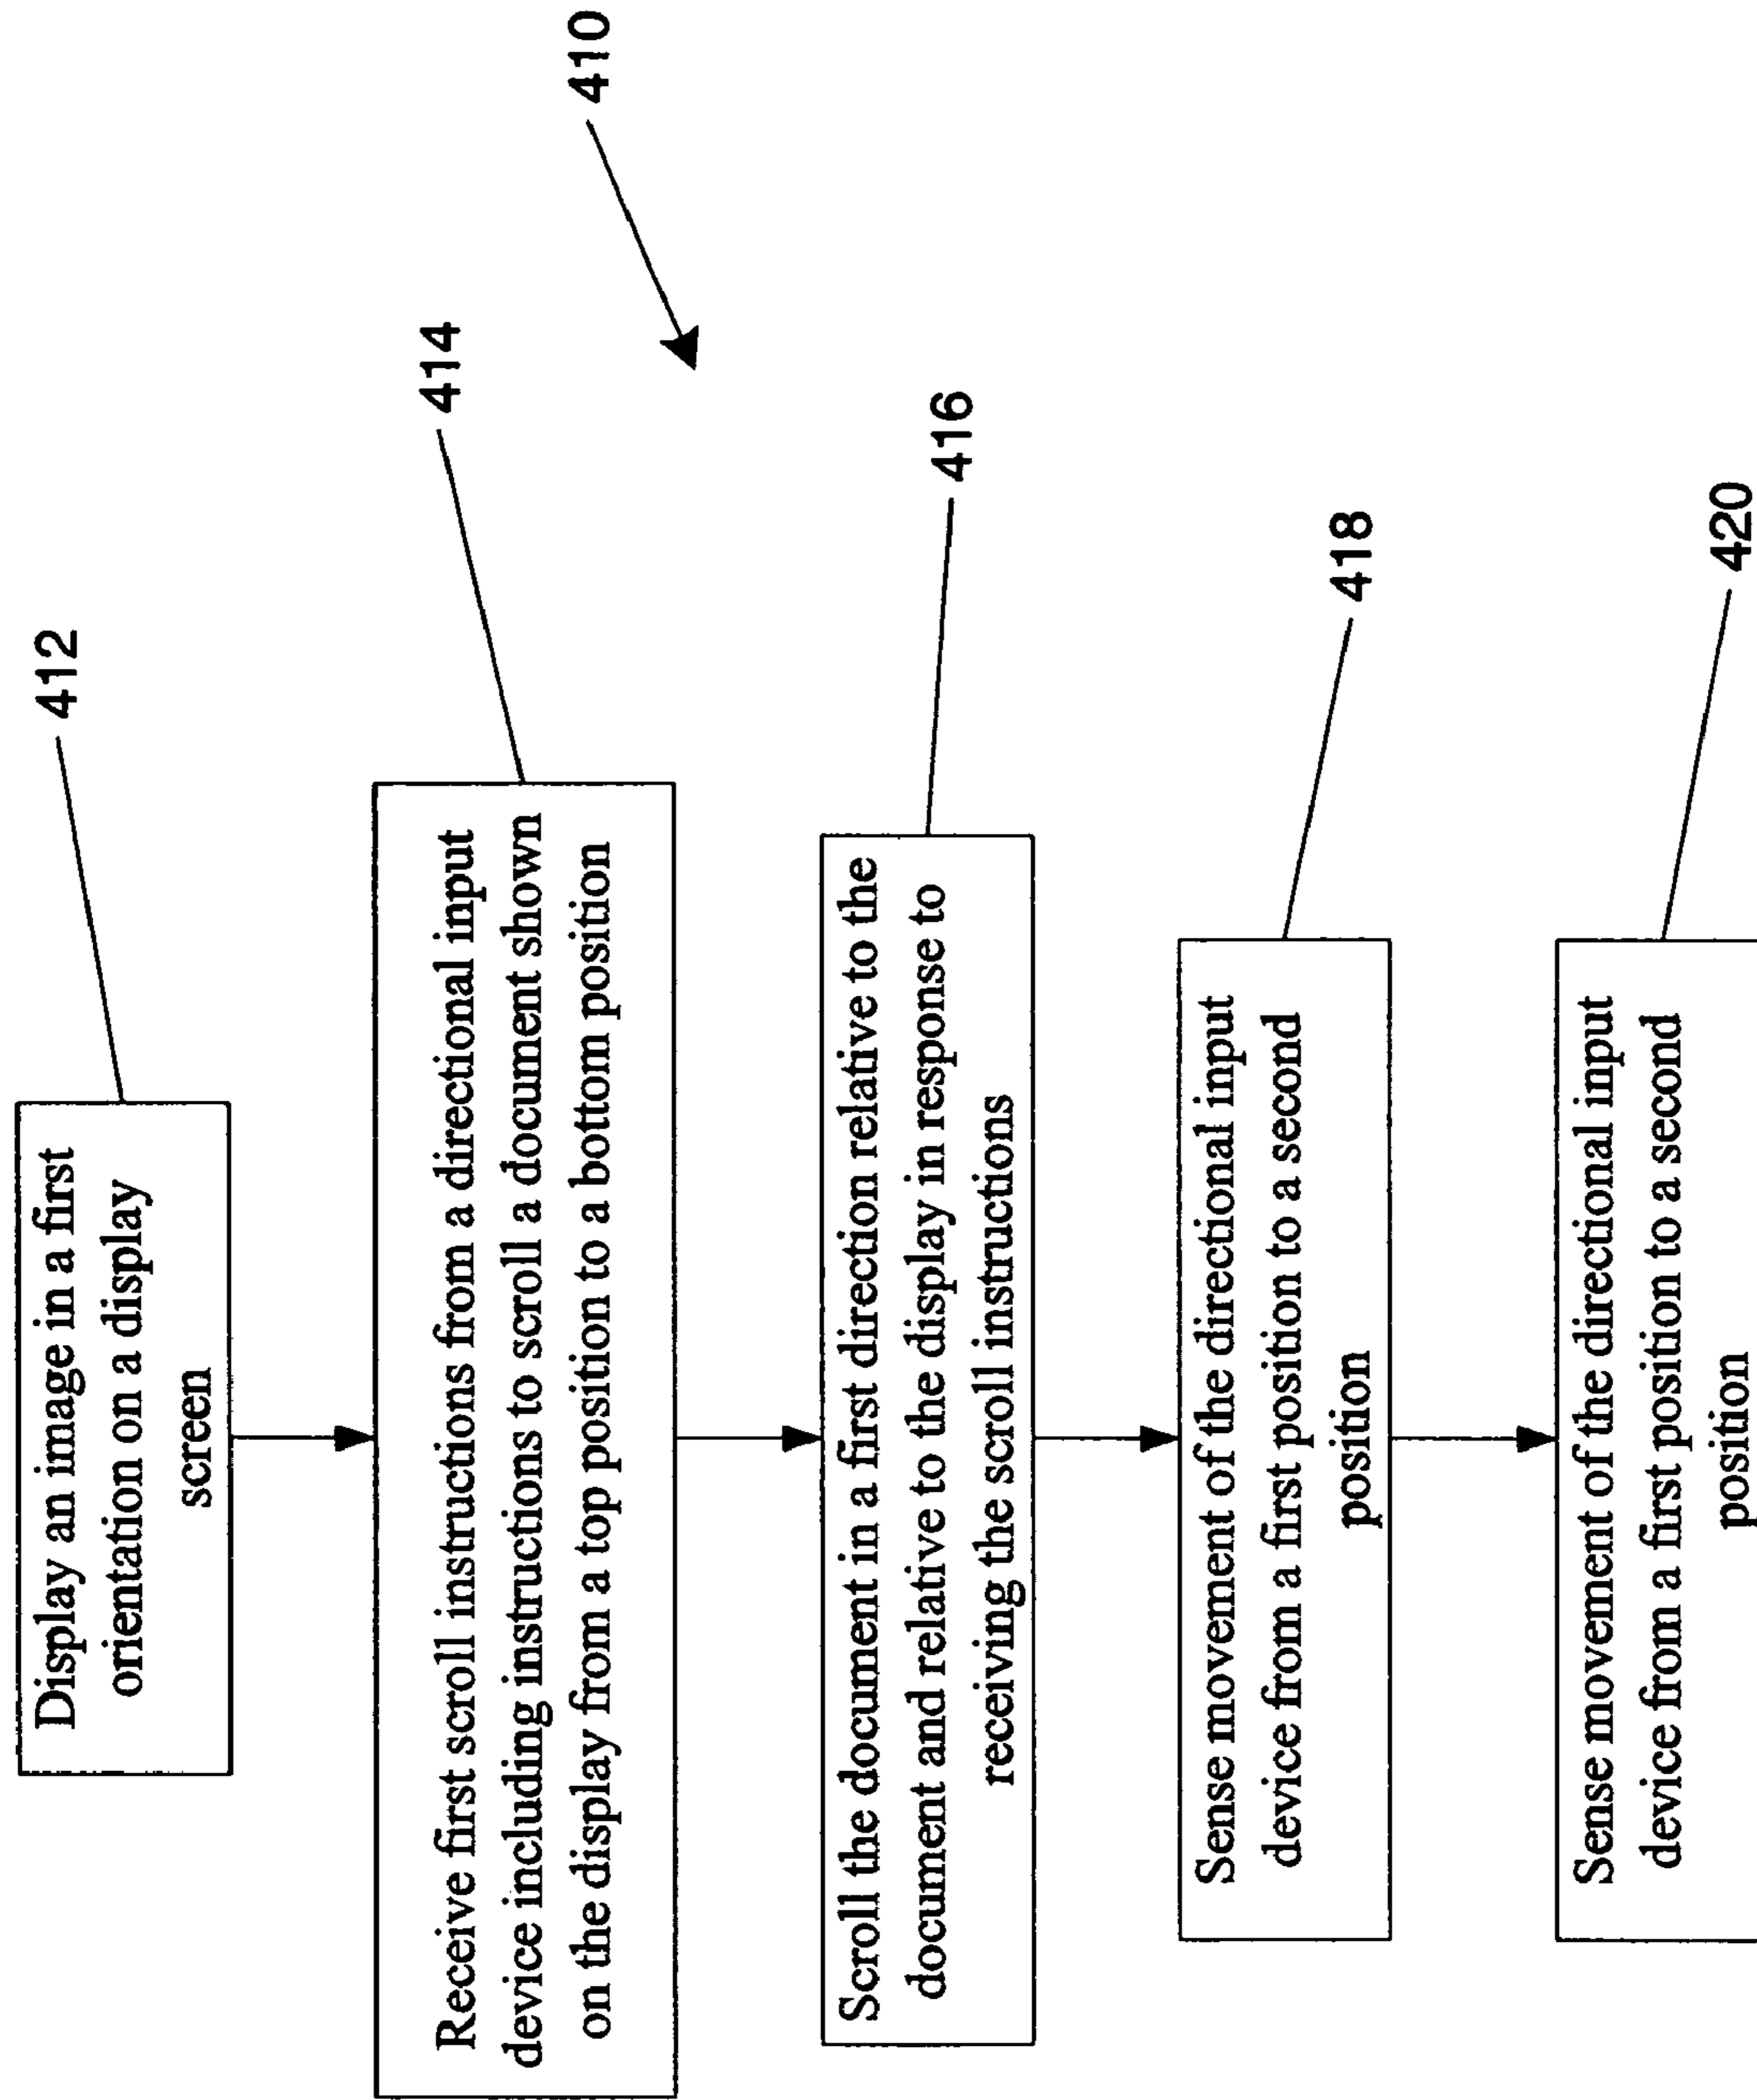 Display an image in a first
orientation on a display
screen
412
Receive first scroll instructions from a directional input
device including instructions to scroll a document shown
on the display from a top position to a bottom position
414
410
Scroll the document in a first direction relative to the
document and relative to the display in response to
receiving the scroll instructions
416
Sense movement of the directional input
device from a first position to a second
position
418
Sense movement of the directional input
device from a first position to a second
position
420